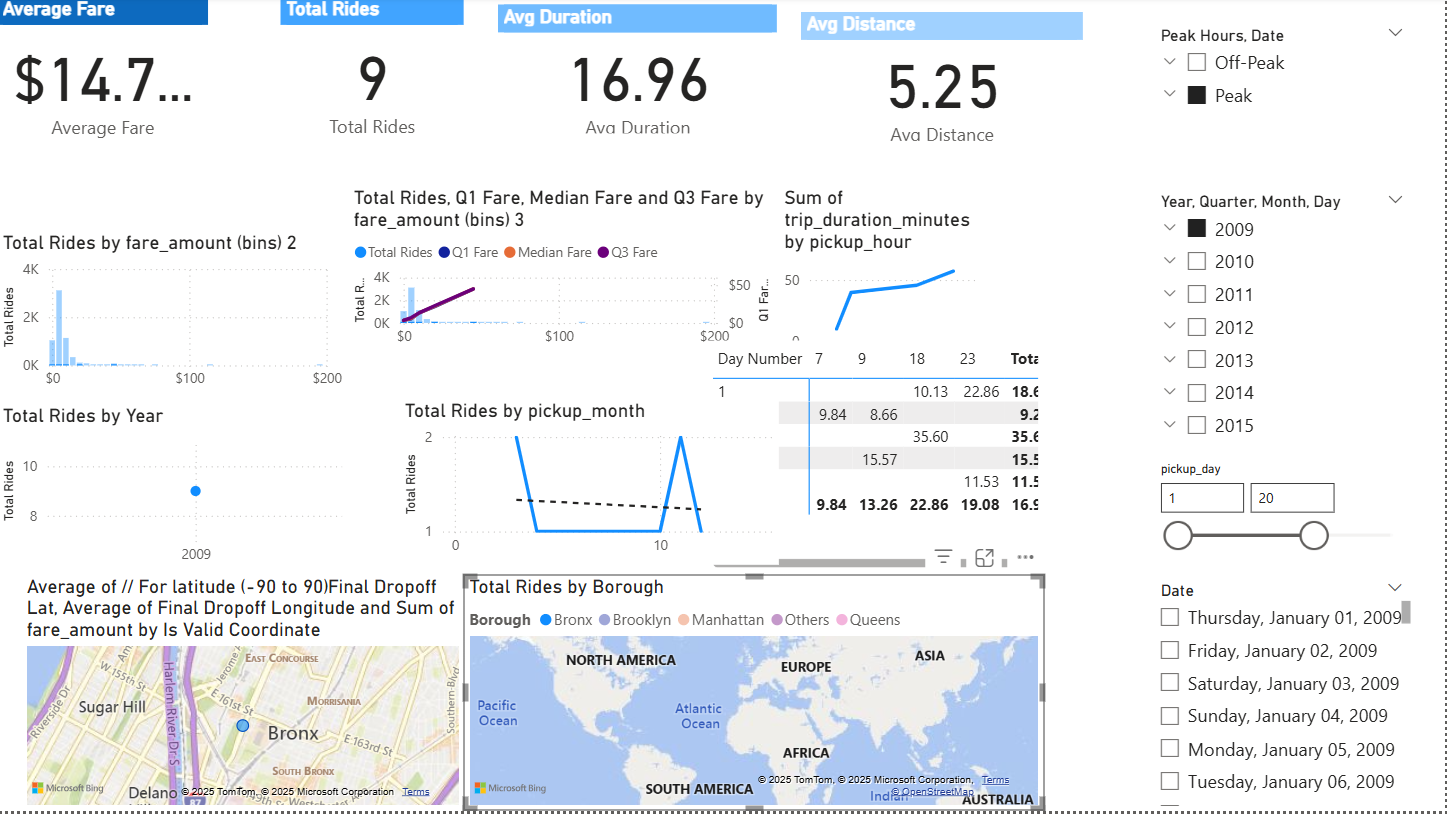 Average Fare
Total Rides
Avg Duration
Avg Distance
$14.7...
9
16.96
5.25
Average Fare
Total Rides
Avg Duration
Avg Distance
Peak Hours, Date
Off-Peak
Peak
Year, Quarter, Month, Day
2009
2010
2011
2012
2013
2014
2015
pickup_day
1
20
Date
Thursday, January 01, 2009
Friday, January 02, 2009
Saturday, January 03, 2009
Sunday, January 04, 2009
Monday, January 05, 2009
Tuesday, January 06, 2009
Total Rides by fare_amount (bins) 2
Total Rides
4K
2K
0K
$0 $100 $200
Total Rides, Q1 Fare, Median Fare and Q3 Fare by
fare_amount (bins) 3
Total Rides Q1 Fare Median Fare Q3 Fare
Total R...
4K
2K
0K
$0 $100 $200
$50
$0
Q1 Far...
Sum of
trip_duration_minutes
by pickup_hour
50
0
Day Number 7 9 18 23 Tota
1 10.13 22.86 18.6
9.84 8.66 9.2
35.60 35.6
15.57 15.5
11.53 11.5
9.84 13.26 22.86 19.08 16.9
Total Rides by Year
Total Rides
10
8
2009
Total Rides by pickup_month
Total Rides
2
1
0 10
Average of // For latitude (-90 to 90)Final Dropoff
Lat, Average of Final Dropoff Longitude and Sum of
fare_amount by Is Valid Coordinate
EAST CONCOURSE
W 155th St
Jerome
Riverside Dr
Harlem River Dr S
E 161st St
MORRISANIA
Sugar Hill
Bronx
E 163rd St
Southern Blvd
SOUTH BRONX
Microsoft Bing
Delano
87
© 2025 TomTom, © 2025 Microsoft Corporation Terms
Total Rides by Borough
Borough Bronx Brooklyn Manhattan Others Queens
NORTH AMERICA
EUROPE
ASIA
Pacific
Ocean
Atlantic
Ocean
AFRICA
© 2025 TomTom, © 2025 Microsoft Corporation, Terms
© OpenStreetMap
Microsoft Bing
SOUTH AMERICA
Indian
AUSTRALIA